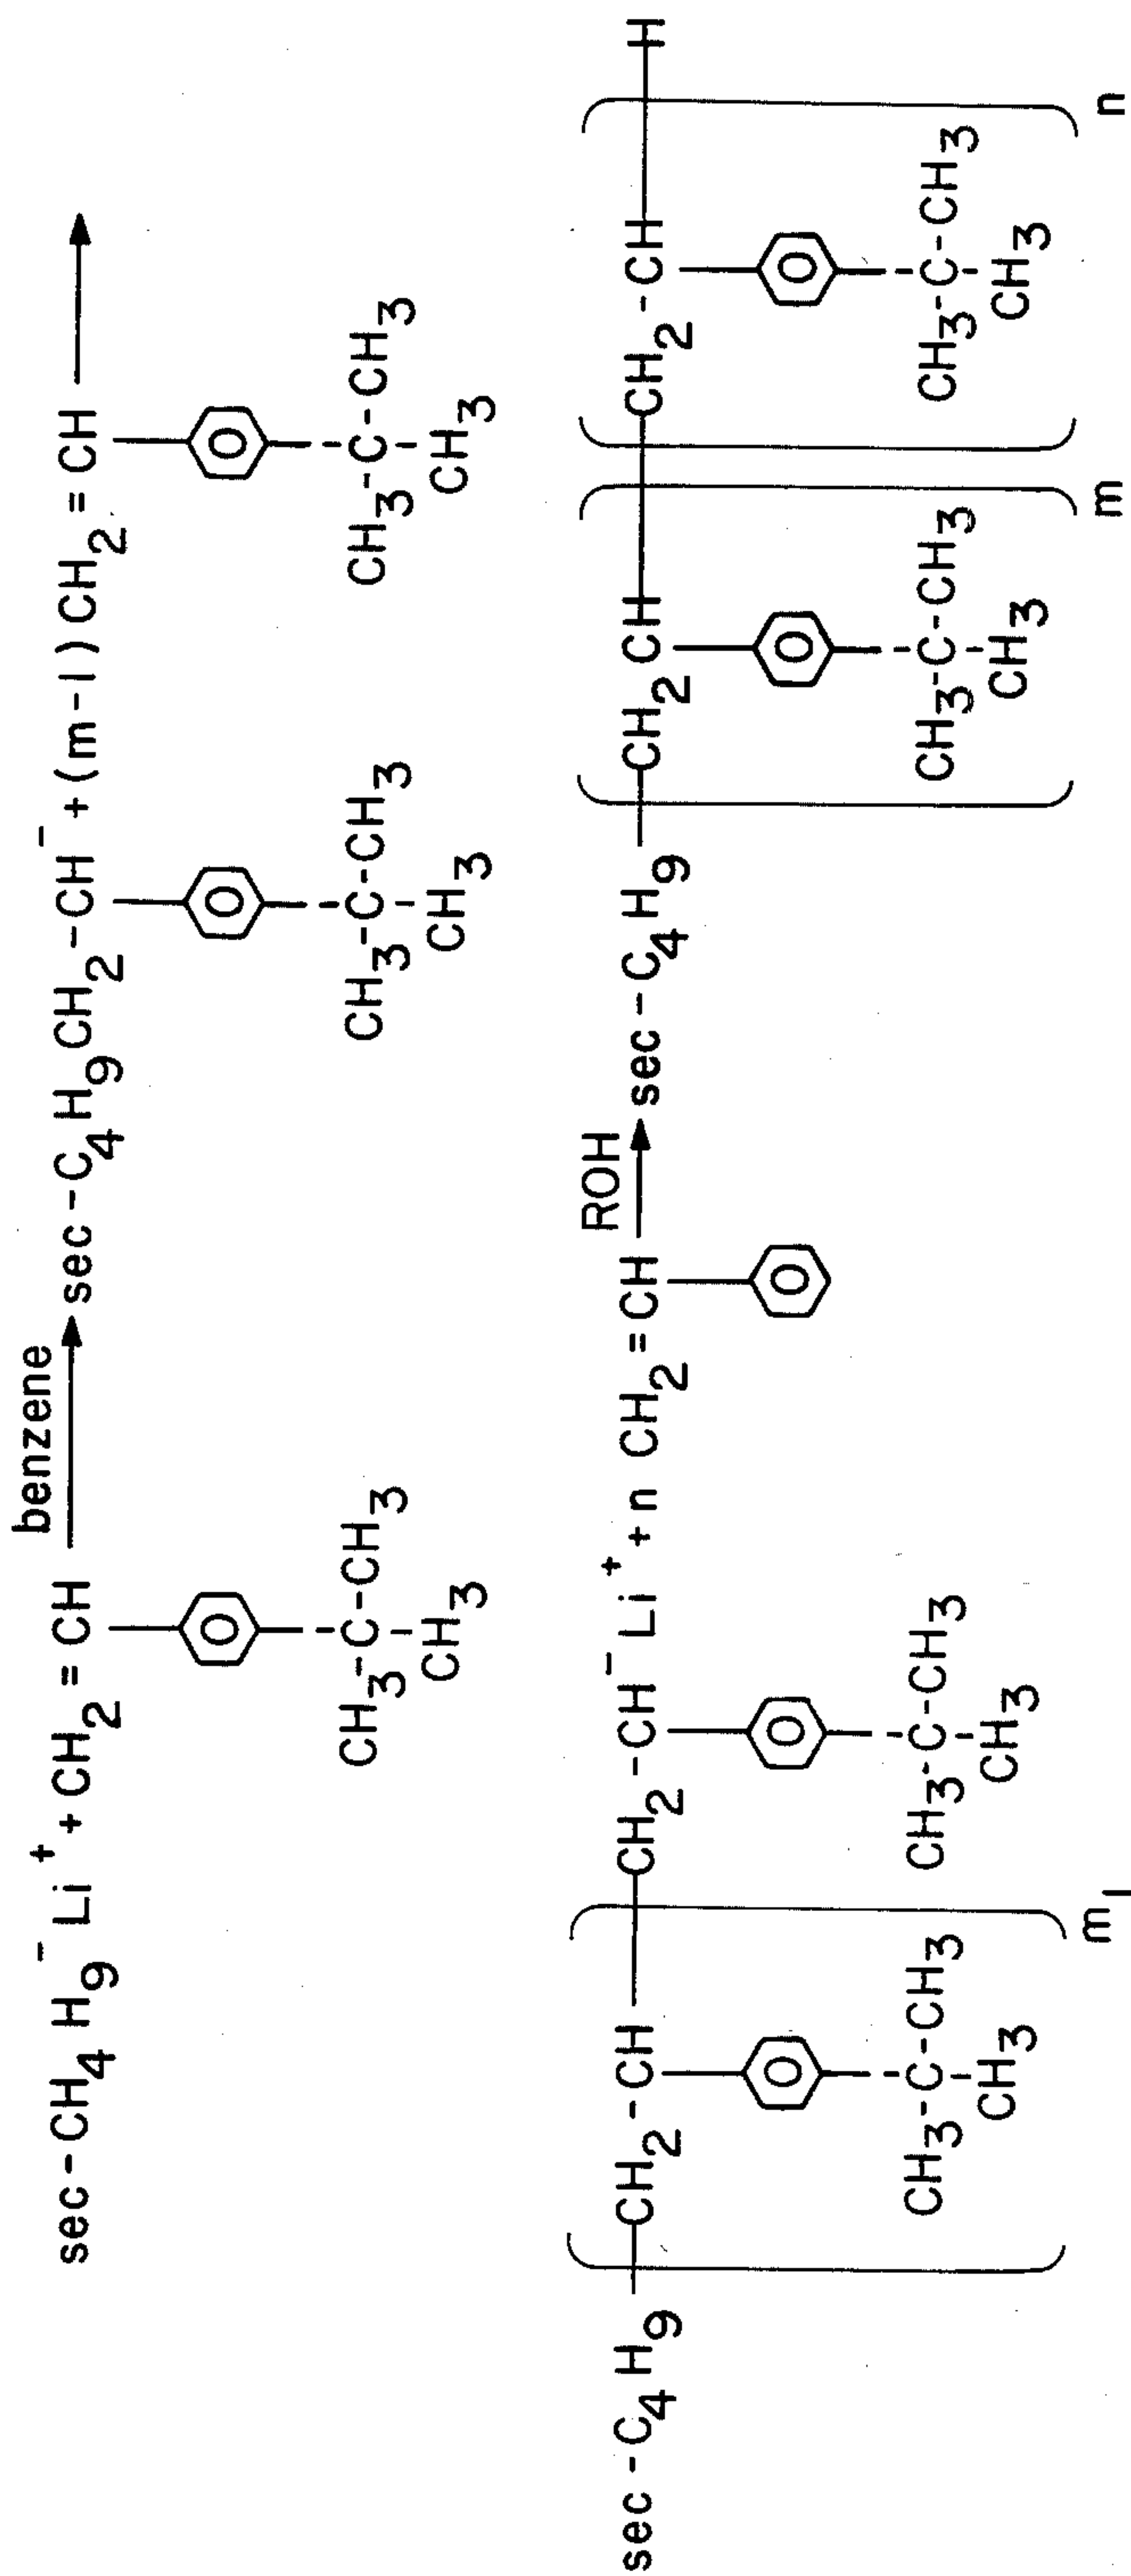 benzene
sec-CH₄H₉⁻Li⁺ + CH₂=CH ⟶ sec-C₄H₉CH₂-CH⁻ + (m-1)CH₂=CH ⟶
CH₃-C-CH₃ CH₃-C-CH₃ CH₃-C-CH₃
CH₃ CH₃ CH₃
ROH
sec-C₄H₉ CH₂-CH CH₂-CH⁻Li⁺ + n CH₂=CH ⟶ sec-C₄H₉ CH₂CH CH₂-CH H
CH₃-C-CH₃ CH₃-C-CH₃ CH₃-C-CH₃ CH₃-C-CH₃
CH₃ CH₃ CH₃ CH₃
m₁ m n